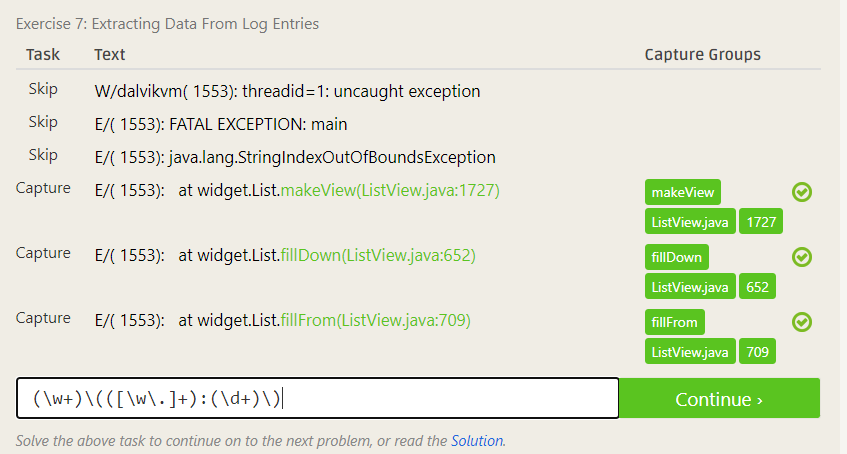 Exercise 7: Extracting Data From Log Entries
Task Text Capture Groups
Skip W/dalvikvm( 1553): threadid=1: uncaught exception
Skip E/( 1553): FATAL EXCEPTION: main
Skip E/( 1553): java.lang.StringIndexOutOfBoundsException
Capture E/( 1553):   at widget.List.makeView(ListView.java:1727) makeView
ListView.java 1727
Capture E/( 1553):   at widget.List.fillDown(ListView.java:652) fillDown
ListView.java 652
Capture E/( 1553):   at widget.List.fillFrom(ListView.java:709) fillFrom
ListView.java 709
(\w+)\(([\w\.]+):(\d+)\) Continue ›
Solve the above task to continue on to the next problem, or read the Solution.